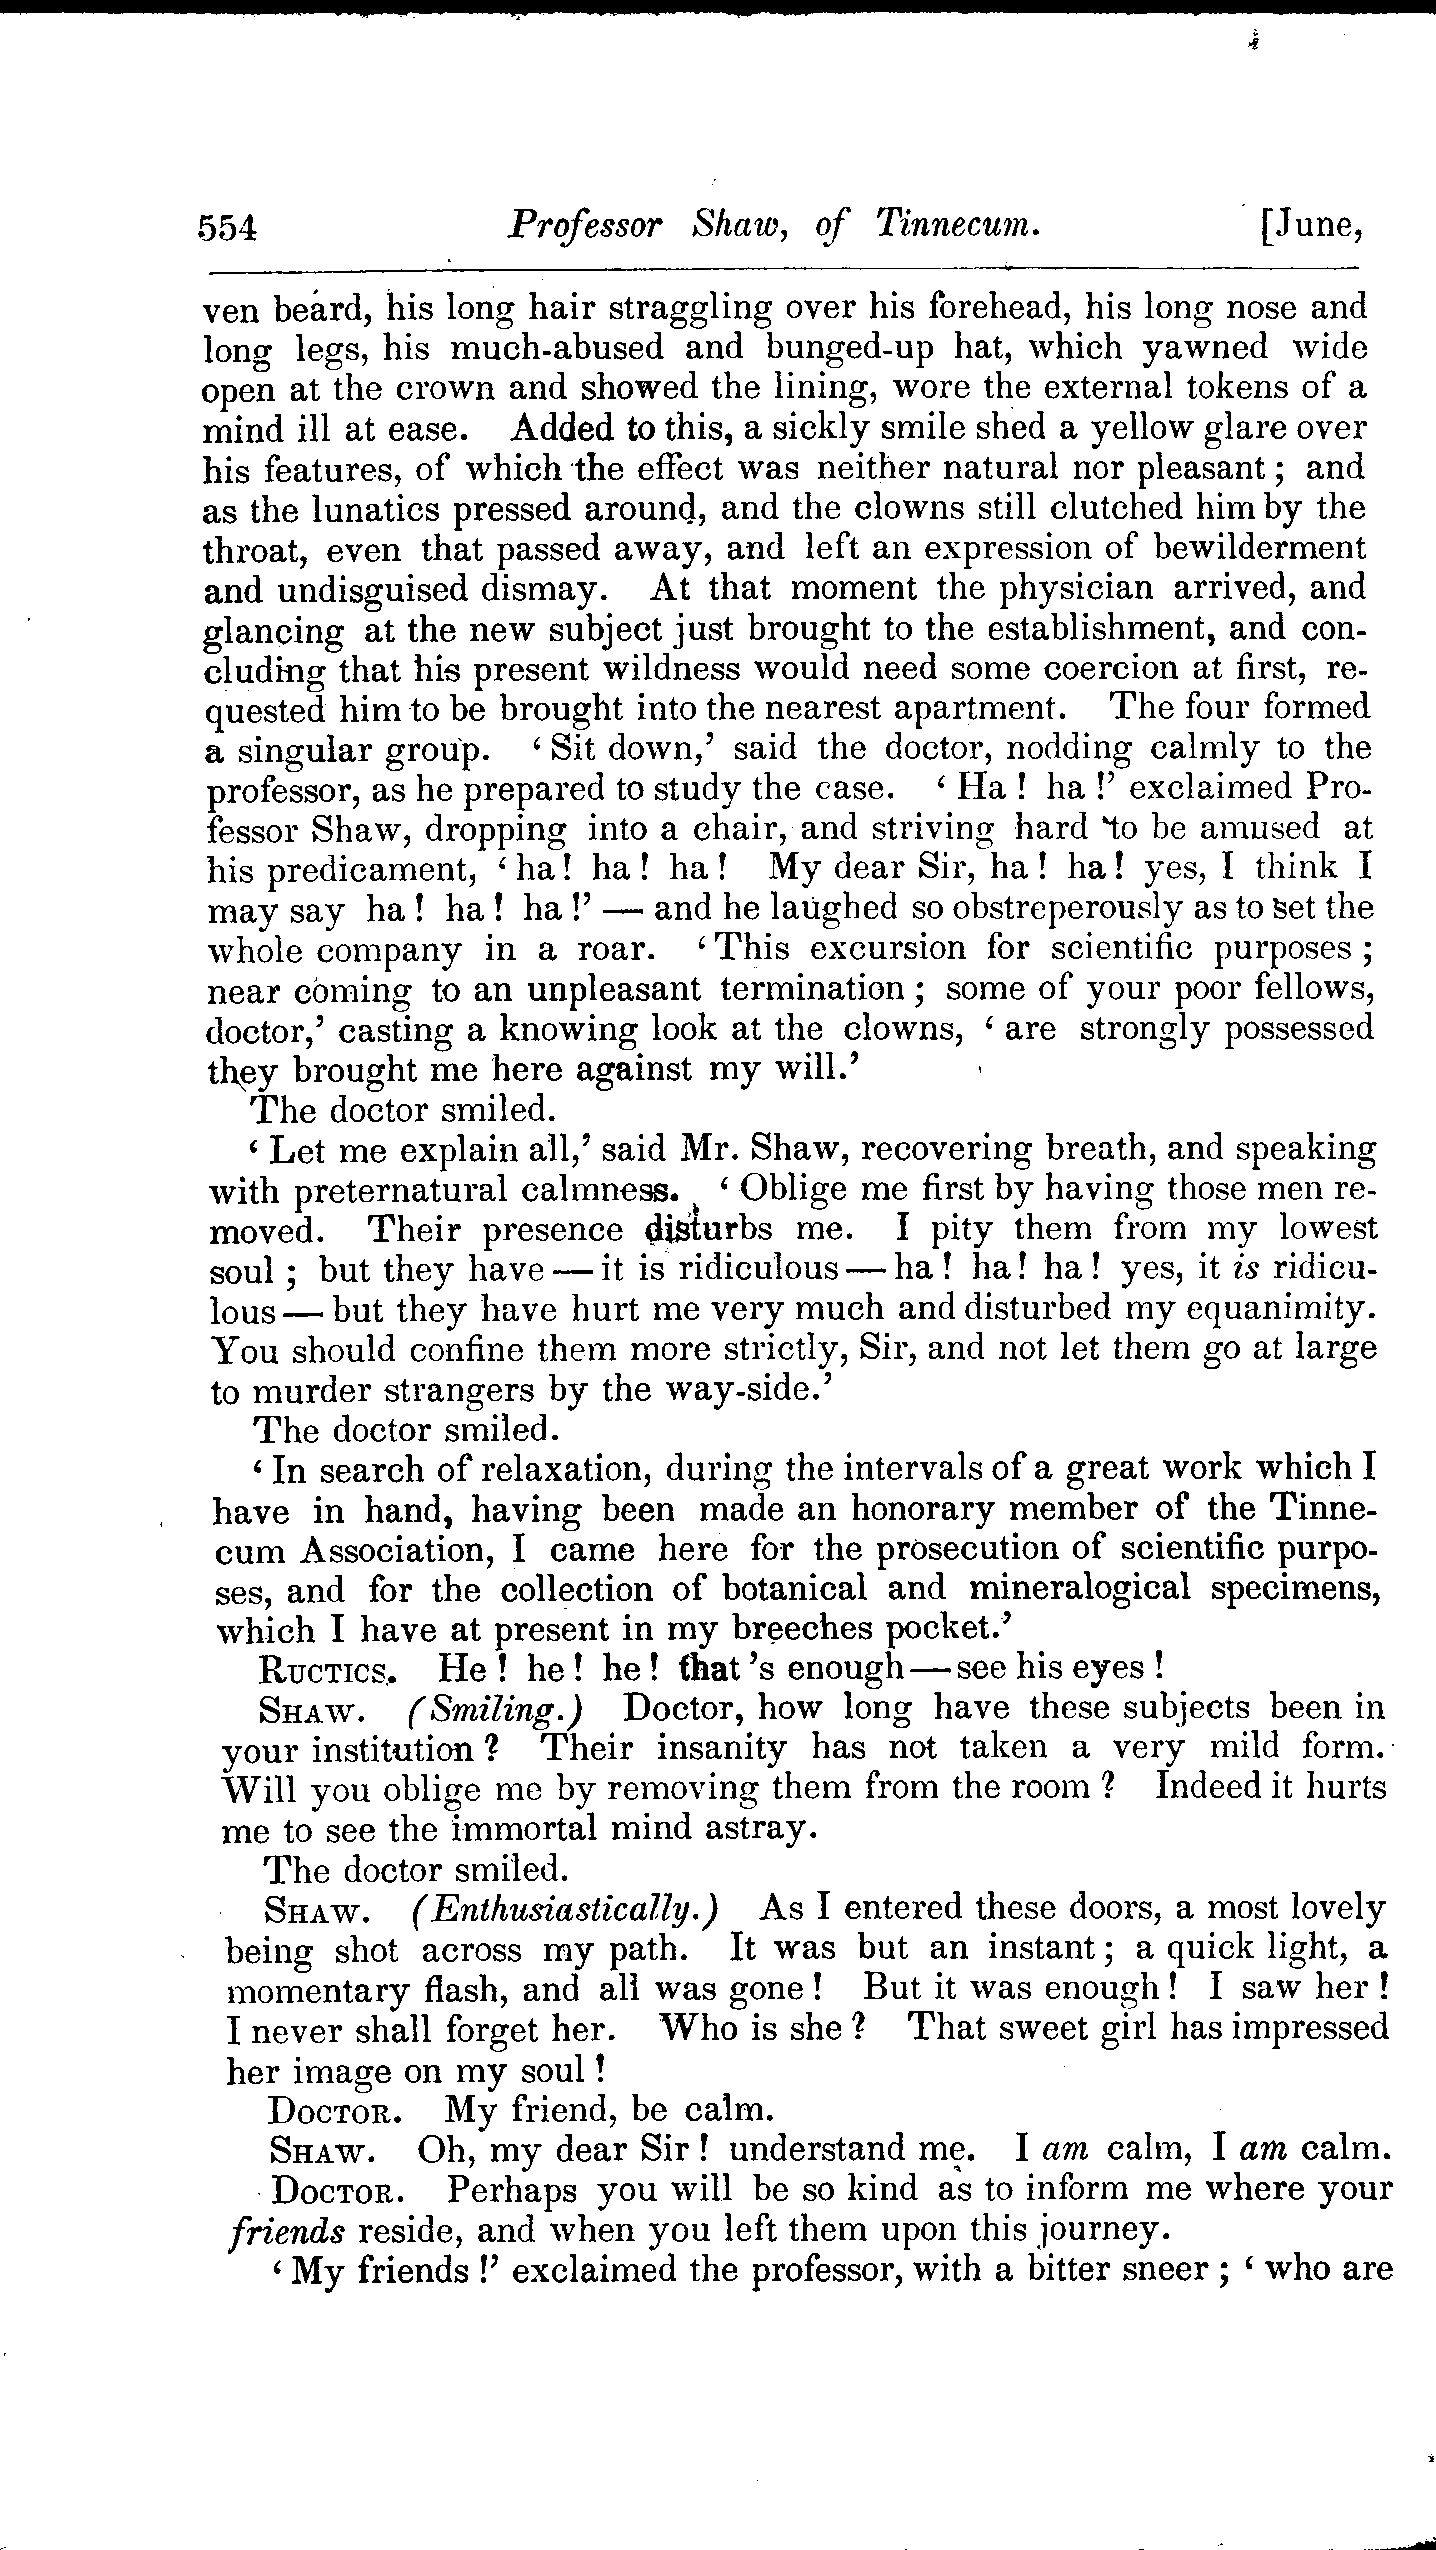 554 Professor Shaw, of Tinnecum. [June,
ven beard, his long hair straggling over his forehead, his long nose and
long legs, his much-abused and bunged-up hat, which yawned wide
open at the crown and showed the lining, wore the external tokens of a
mind ill at ease. Added to this, a sickly smile shed a yellow glare over
his features, of which the effect was neither natural nor pleasant; and
as the lunatics pressed around, and the clowns still clutched him by the
throat, even that passed away, and left an expression of bewilderment
and undisguised dismay. At that moment the physician arrived, and
glancing at the new subject just brought to the establishment, and con-
cluding that his present wildness would need some coercion at first, re-
quested him to be brought into the nearest apartment. The four formed
a singular group. ‘Sit down,’ said the doctor, nodding calmly to the
professor, as he prepared to study the case. ‘Ha! ha!’ exclaimed Pro-
fessor Shaw, dropping into a chair, and striving hard to be amused at
his predicament, ‘ha! ha! ha! My dear Sir, ha! ha! yes, I think I
may say ha! ha! ha!’ — and he laughed so obstreperously as to set the
whole company in a roar. ‘This excursion for scientific purposes;
near coming to an unpleasant termination; some of your poor fellows,
doctor,’ casting a knowing look at the clowns, ‘are strongly possessed
they brought me here against my will.’
The doctor smiled.
‘Let me explain all,’ said Mr. Shaw, recovering breath, and speaking
with preternatural calmness. ‘Oblige me first by having those men re-
moved. Their presence disturbs me. I pity them from my lowest
soul; but they have — it is ridiculous — ha! ha! ha! yes, it is ridicu-
lous — but they have hurt me very much and disturbed my equanimity.
You should confine them more strictly, Sir, and not let them go at large
to murder strangers by the way-side.’
The doctor smiled.
‘In search of relaxation, during the intervals of a great work which I
have in hand, having been made an honorary member of the Tinne-
cum Association, I came here for the prosecution of scientific purpo-
ses, and for the collection of botanical and mineralogical specimens,
which I have at present in my breeches pocket.’
RUCTICS. He! he! he! that 's enough — see his eyes!
SHAW. (Smiling.) Doctor, how long have these subjects been in
your institution? Their insanity has not taken a very mild form.
Will you oblige me by removing them from the room? Indeed it hurts
me to see the immortal mind astray.
The doctor smiled.
SHAW. (Enthusiastically.) As I entered these doors, a most lovely
being shot across my path. It was but an instant; a quick light, a
momentary flash, and all was gone! But it was enough! I saw her!
I never shall forget her. Who is she? That sweet girl has impressed
her image on my soul!
DOCTOR. My friend, be calm.
SHAW. Oh, my dear Sir! understand me. I am calm, I am calm.
DOCTOR. Perhaps you will be so kind as to inform me where your
friends reside, and when you left them upon this journey.
‘My friends!’ exclaimed the professor, with a bitter sneer; ‘who are